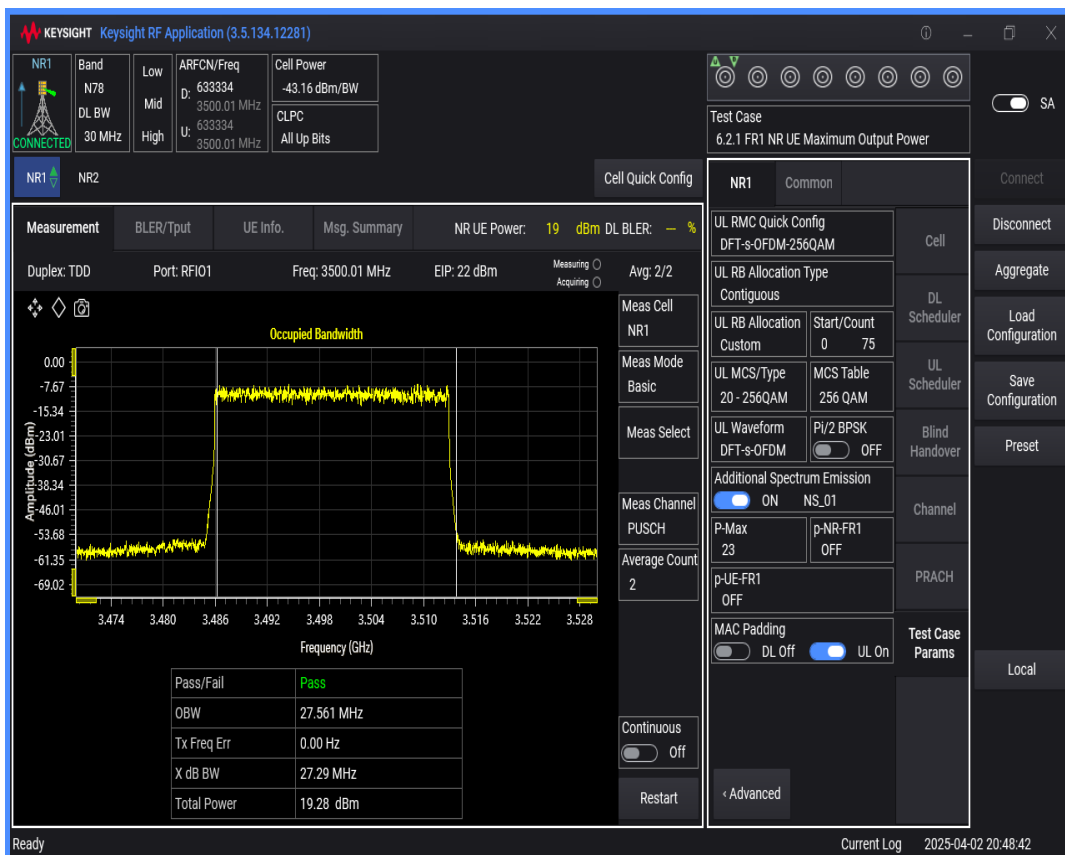 KEYSIGHT Keysight RF Application (3.5.134.12281)
NR1
CONNECTED
Band
N78
DL BW
30 MHz
Low
Mid
High
ARFCN/Freq
D: 633334
3500.01 MHz
U: 633334
3500.01 MHz
Cell Power
-43.16 dBm/BW
CLPC
All Up Bits
Test Case
6.2.1 FR1 NR UE Maximum Output Power
SA
NR1 NR2
Cell Quick Config
Measurement BLER/Tput UE Info. Msg. Summary NR UE Power: 19 dBm DL BLER: — %
Duplex: TDD Port: RFIO1 Freq: 3500.01 MHz EIP: 22 dBm Measuring Avg: 2/2
Acquiring
Occupied Bandwidth
Amplitude (dBm)
0.00
-7.67
-15.34
-23.01
-30.67
-38.34
-46.01
-53.68
-61.35
-69.02
3.474 3.480 3.486 3.492 3.498 3.504 3.510 3.516 3.522 3.528
Frequency (GHz)
Pass/Fail Pass
OBW 27.561 MHz
Tx Freq Err 0.00 Hz
X dB BW 27.29 MHz
Total Power 19.28 dBm
Meas Cell
NR1
Meas Mode
Basic
Meas Select
Meas Channel
PUSCH
Average Count
2
Continuous
Off
Restart
NR1 Common
UL RMC Quick Config
DFT-s-OFDM-256QAM
UL RB Allocation Type
Contiguous
UL RB Allocation
Custom
Start/Count
0 75
UL MCS/Type
20 - 256QAM
MCS Table
256 QAM
UL Waveform
DFT-s-OFDM
Pi/2 BPSK
OFF
Additional Spectrum Emission
ON NS_01
P-Max
23
p-NR-FR1
OFF
p-UE-FR1
OFF
MAC Padding
DL Off UL On
‹ Advanced
Cell
DL
Scheduler
UL
Scheduler
Blind
Handover
Channel
PRACH
Test Case
Params
Connect
Disconnect
Aggregate
Load
Configuration
Save
Configuration
Preset
Local
Ready
Current Log 2025-04-02 20:48:42